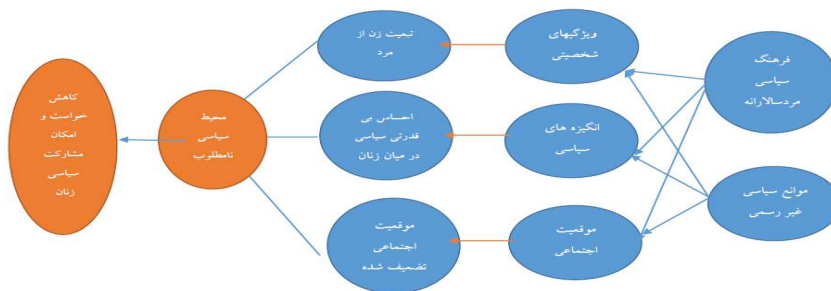 فرهنگ
سیاسی
مردسالارانه
موانع سیاسی
غیر رسمی
ویژگیهای
شخصیتی
انگیزه های
سیاسی
موقعیت
اجتماعی
تبعیت زن از
مرد
احساس بی
قدرتی سیاسی
در میان زنان
موقعیت
اجتماعی
تضعیف شده
محیط
سیاسی
نامطلوب
کاهش
خواست و
امکان
مشارکت
سیاسی
زنان